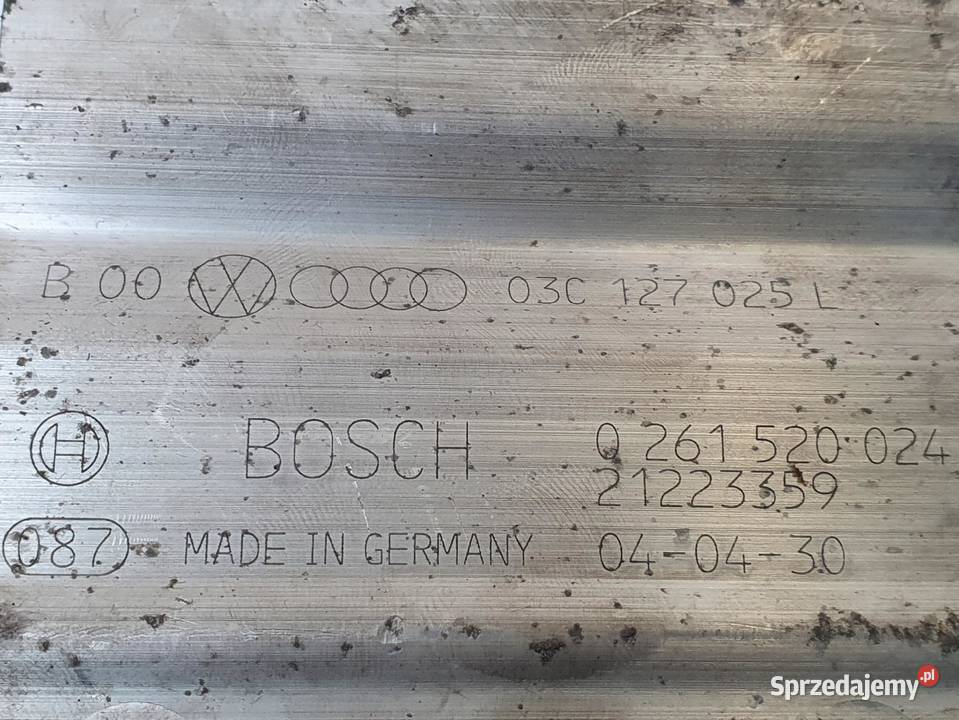 B 00 03C 127 025 L
BOSCH 0 261 520 024
21223359
087 MADE IN GERMANY 04-04-30
Sprzedajemy.pl